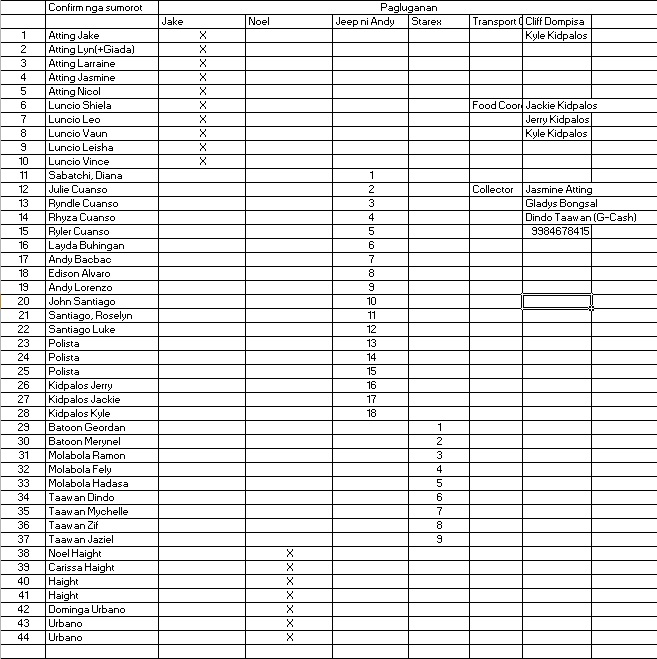 Confirm nga sumorot Pagluganan
Jake Noel Jeep ni Andy Starex Transport C Cliff Dompisa
1 Atting Jake X Kyle Kidpalos
2 Atting Lyn(+Giada) X
3 Atting Larraine X
4 Atting Jasmine X
5 Atting Nicol X
6 Luncio Shiela X Food Coor Jackie Kidpalos
7 Luncio Leo X Jerry Kidpalos
8 Luncio Vaun X Kyle Kidpalos
9 Luncio Leisha X
10 Luncio Vince X
11 Sabatchi, Diana 1
12 Julie Cuanso 2 Collector Jasmine Atting
13 Ryndle Cuanso 3 Gladys Bongsal
14 Rhyza Cuanso 4 Dindo Taawan (G-Cash)
15 Ryler Cuanso 5 9984678415
16 Layda Buhingan 6
17 Andy Bacbac 7
18 Edison Alvaro 8
19 Andy Lorenzo 9
20 John Santiago 10
21 Santiago, Roselyn 11
22 Santiago Luke 12
23 Polista 13
24 Polista 14
25 Polista 15
26 Kidpalos Jerry 16
27 Kidpalos Jackie 17
28 Kidpalos Kyle 18
29 Batoon Geordan 1
30 Batoon Merynel 2
31 Molabola Ramon 3
32 Molabola Fely 4
33 Molabola Hadasa 5
34 Taawan Dindo 6
35 Taawan Mychelle 7
36 Taawan Zif 8
37 Taawan Jaziel 9
38 Noel Haight X
39 Carissa Haight X
40 Haight X
41 Haight X
42 Dominga Urbano X
43 Urbano X
44 Urbano X